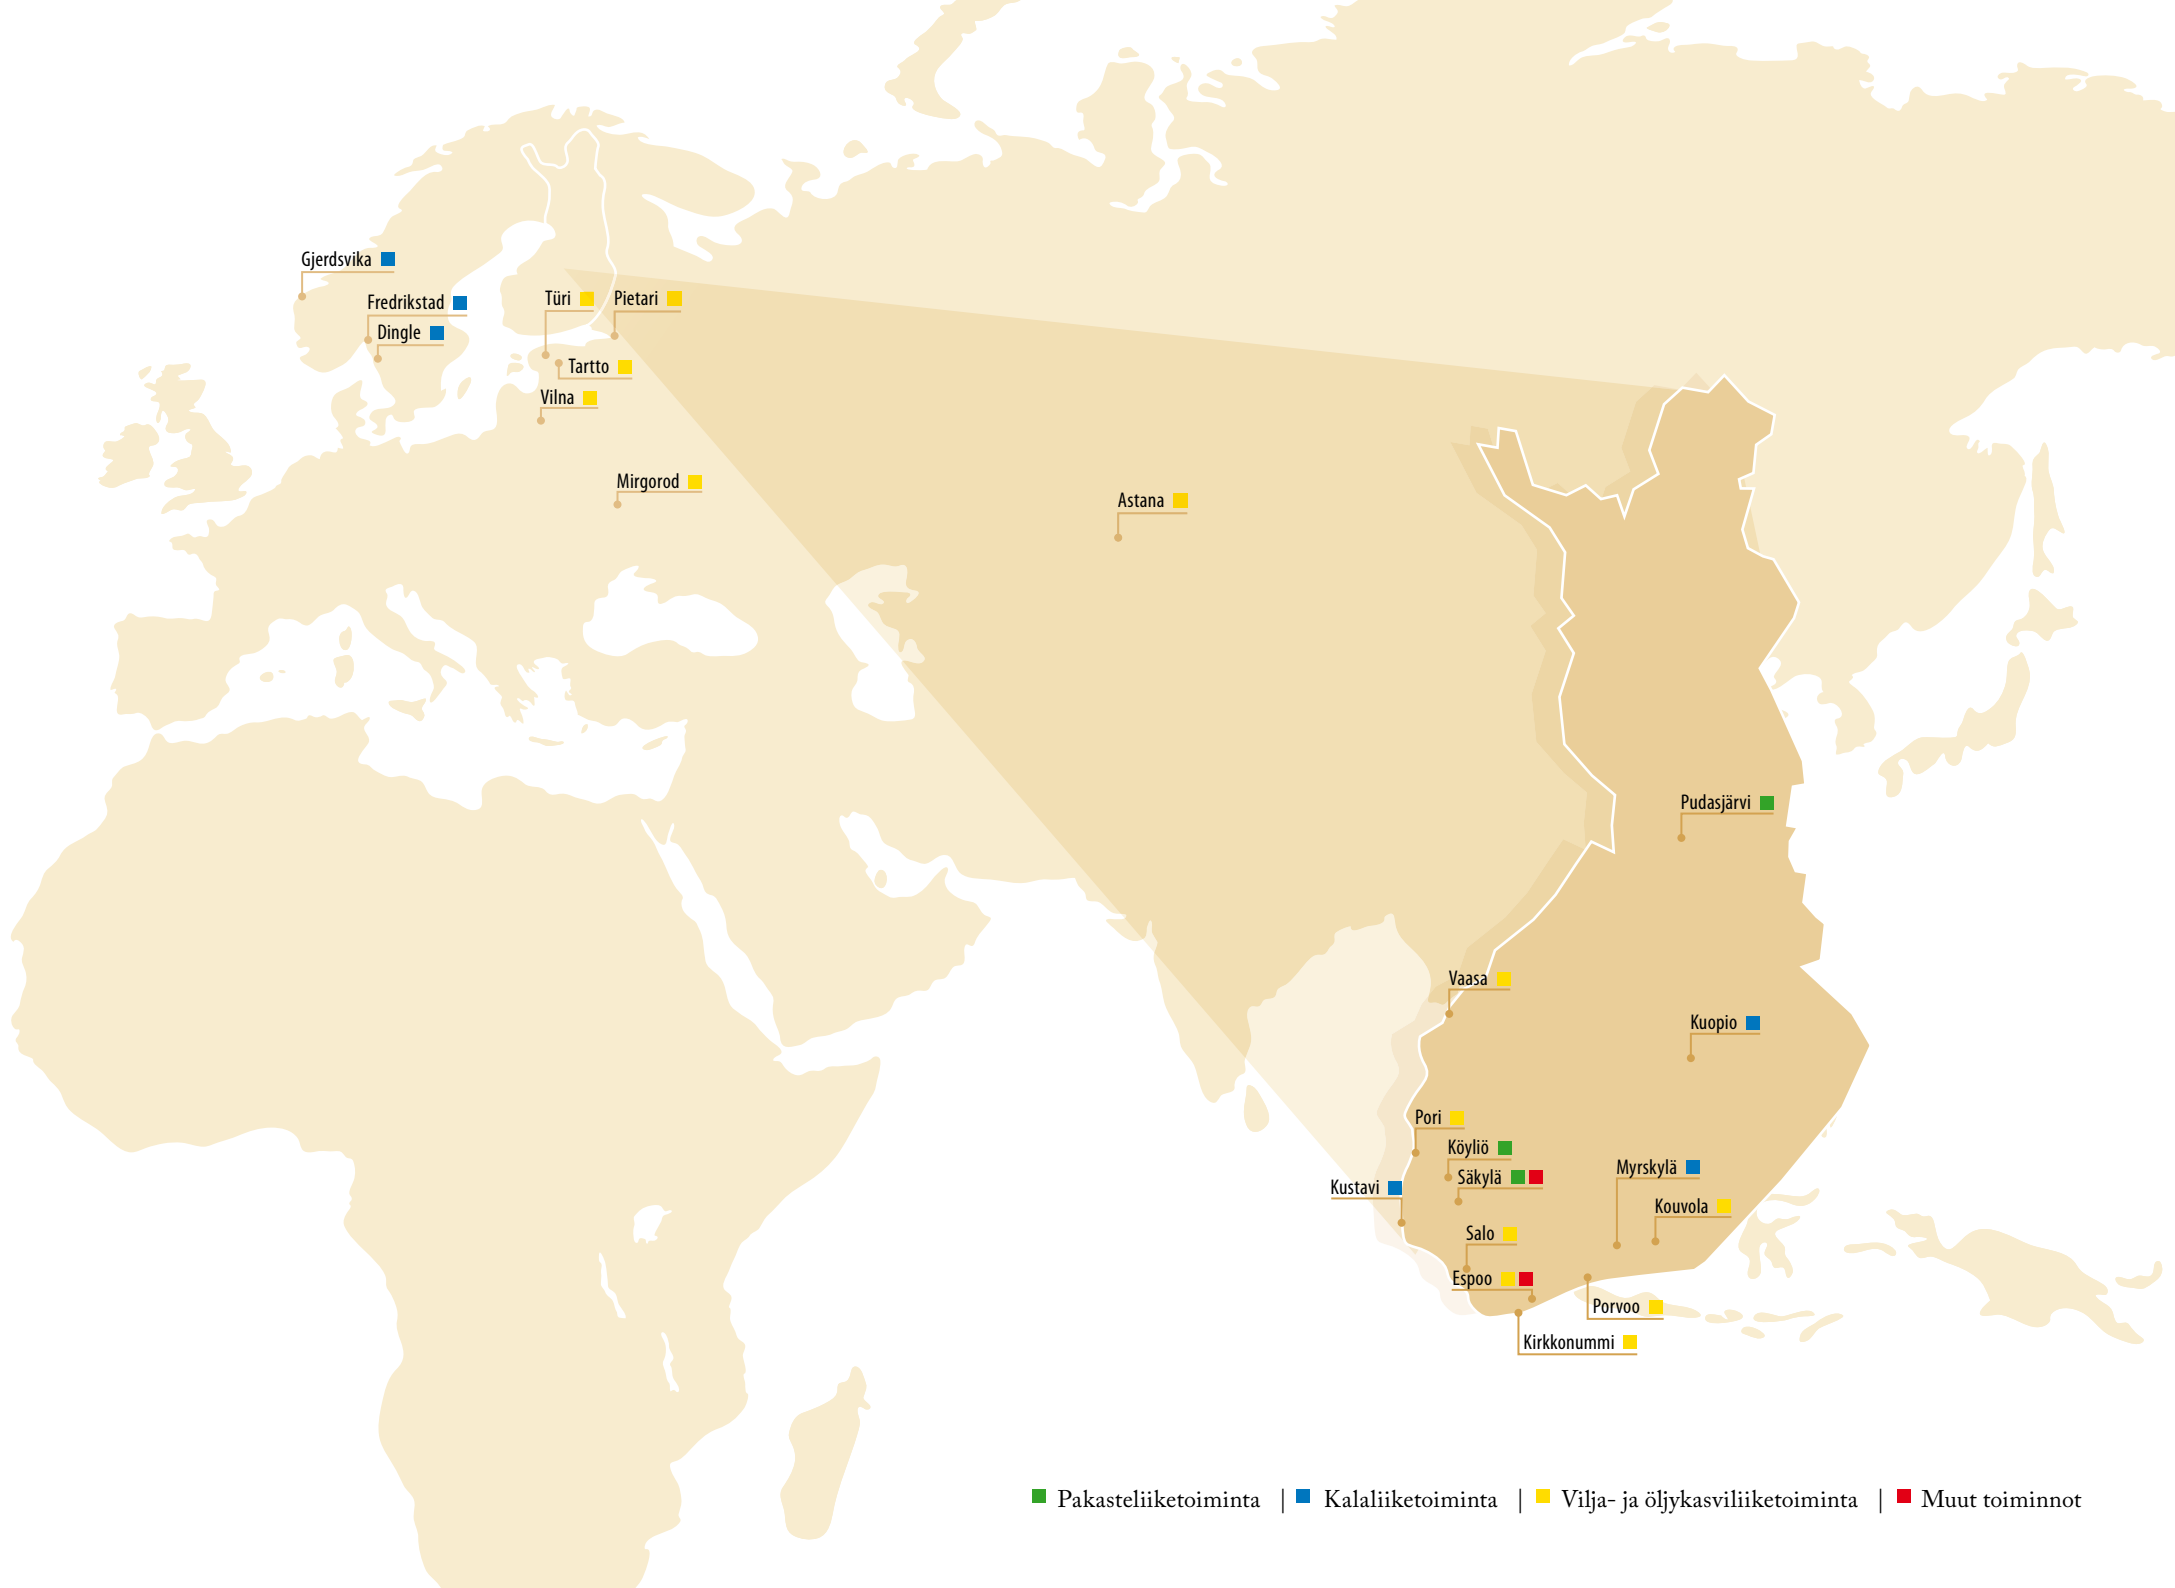 Gjerdsvika
Fredrikstad
Dingle
Türi
Pietari
Tartto
Vilna
Mirgorod
Astana
Pudasjärvi
Vaasa
Kuopio
Pori
Köyliö
Säkylä
Kustavi
Myrskylä
Kouvola
Salo
Espoo
Porvoo
Kirkkonummi
Pakasteliiketoiminta | Kalaliiketoiminta | Vilja- ja öljykasviliiketoiminta | Muut toiminnot